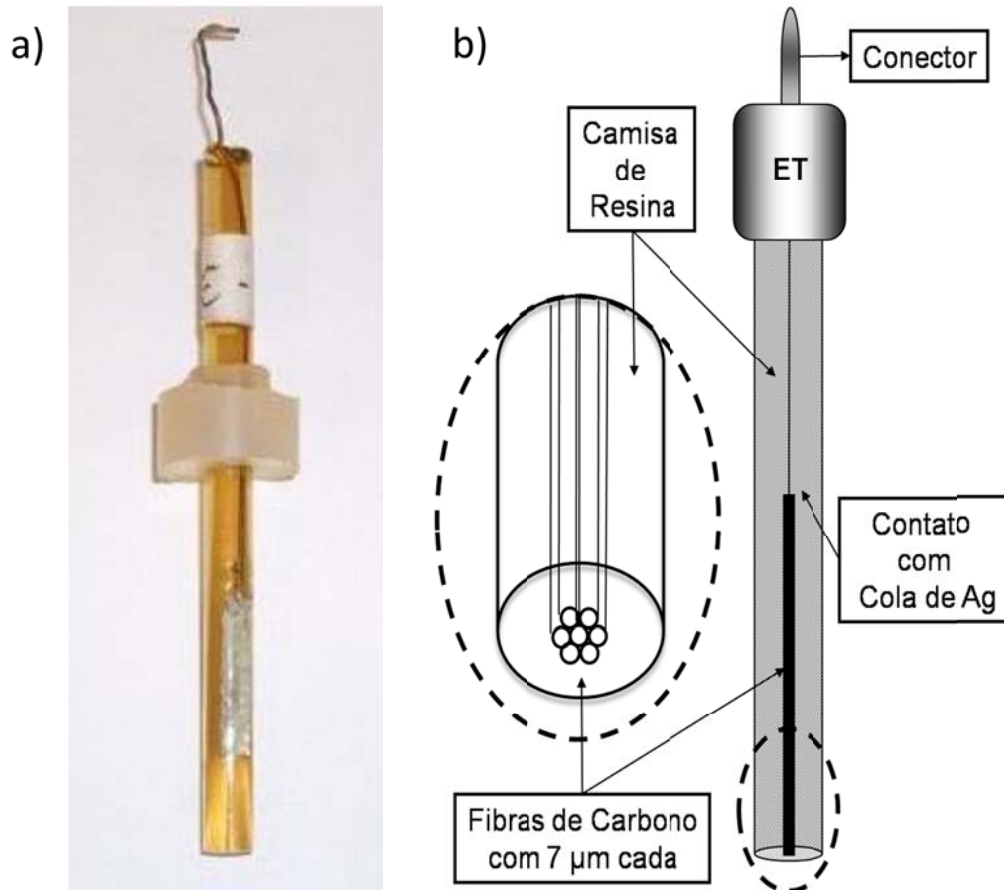 a)
b)
Conector
Camisa
de
Resina
ET
Contato
com
Cola de Ag
Fibras de Carbono
com 7 µm cada